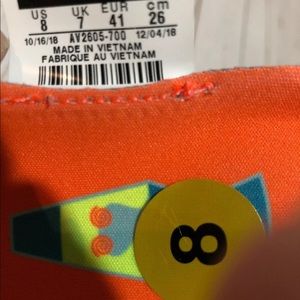 US UK EUR cm
8 7 41 26
10/16/18 AV2605-700 12/04/18
MADE IN VIETNAM
FABRIQUE AU VIETNAM
8